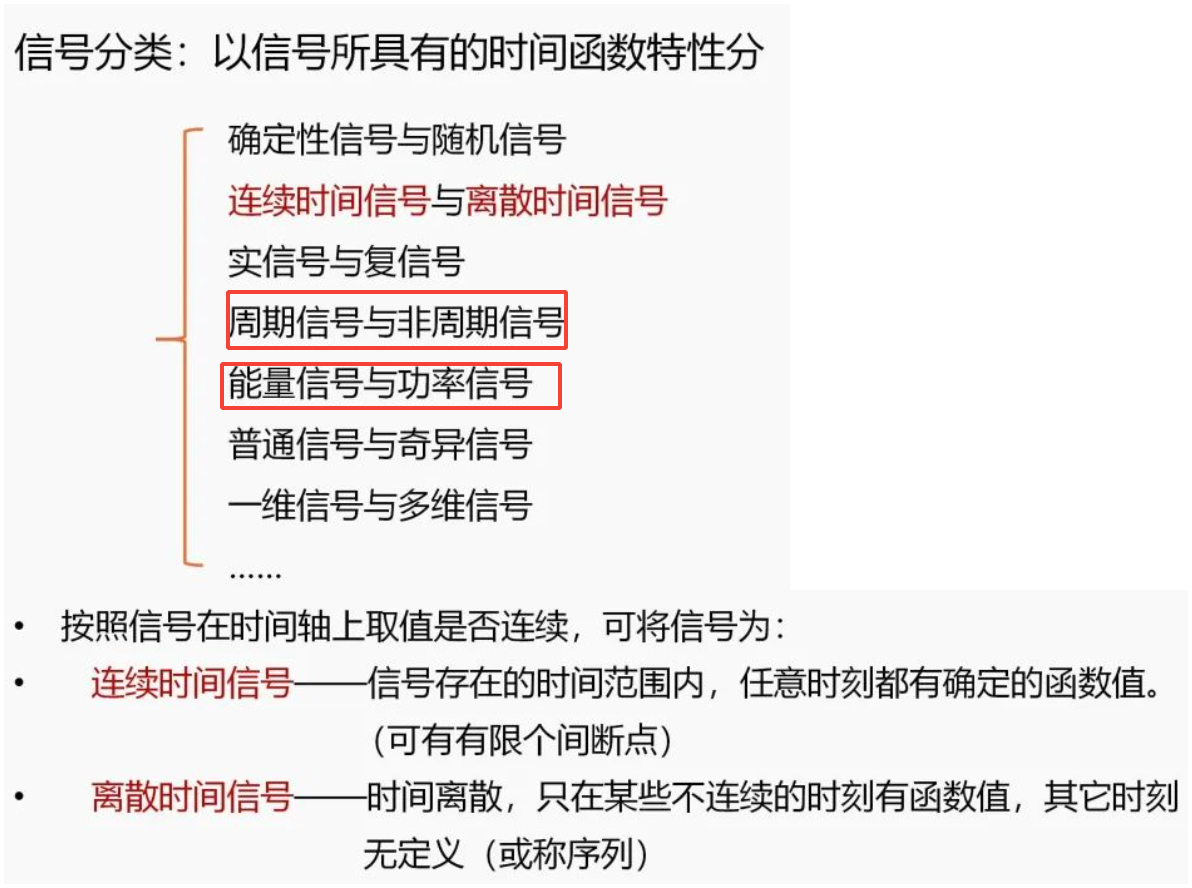 信号分类：以信号所具有的时间函数特性分
确定性信号与随机信号
连续时间信号与离散时间信号
实信号与复信号
周期信号与非周期信号
能量信号与功率信号
普通信号与奇异信号
一维信号与多维信号
……
• 按照信号在时间轴上取值是否连续，可将信号为：
• 连续时间信号——信号存在的时间范围内，任意时刻都有确定的函数值。
（可有有限个间断点）
• 离散时间信号——时间离散，只在某些不连续的时刻有函数值，其它时刻
无定义（或称序列）